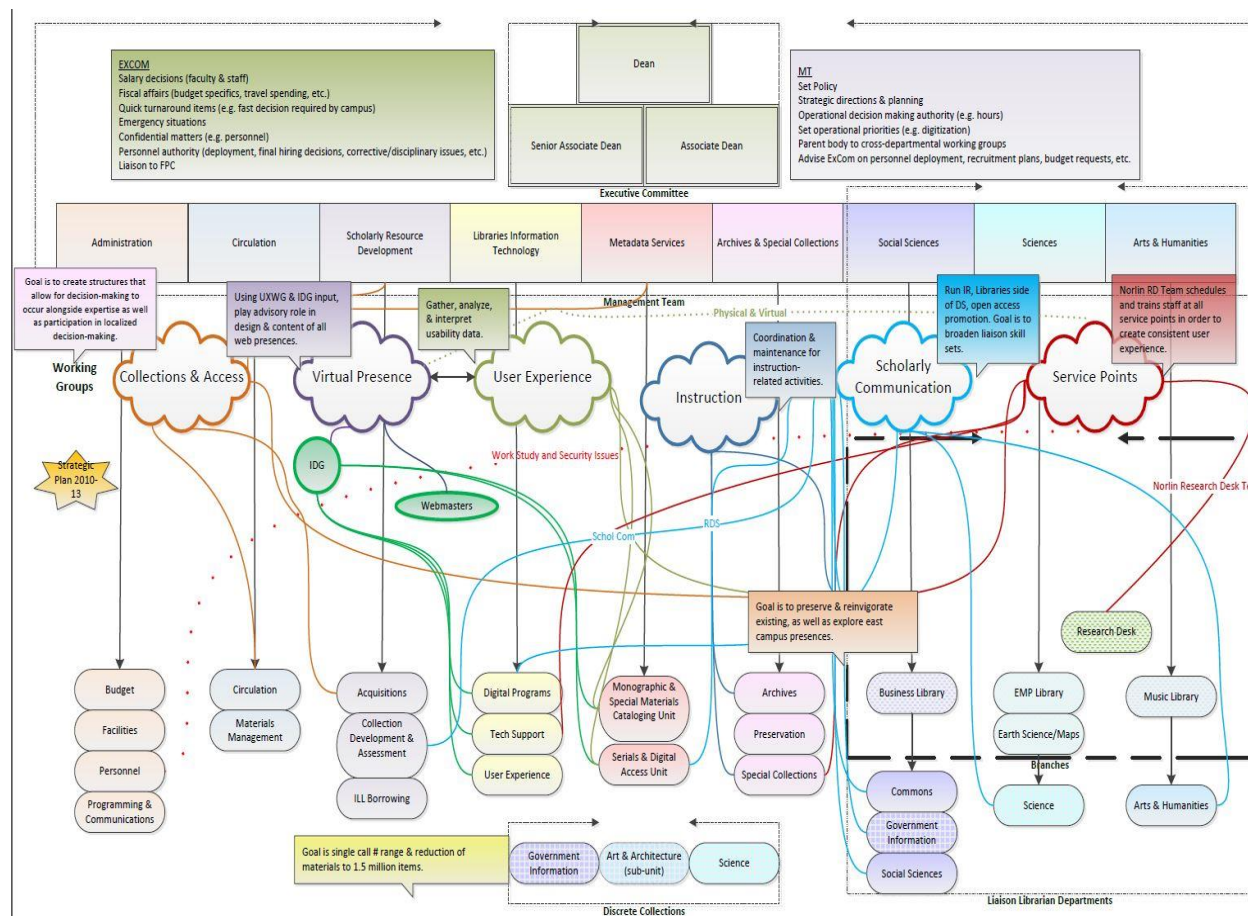 Dean
EXCOM
Salary decisions (faculty & staff)
Fiscal affairs (budget specifics, travel spending, etc.)
Quick turnaround items (e.g. fast decision required by campus)
Emergency situations
Confidential matters (e.g. personnel)
Personnel authority (deployment, final hiring decisions, corrective/disciplinary issues, etc.)
Liaison to FPC
MT
Set Policy
Strategic directions & planning
Operational decision making authority (e.g. hours)
Set operational priorities (e.g. digitization)
Parent body to cross-departmental working groups
Advise ExCom on personnel deployment, recruitment plans, budget requests, etc.
Senior Associate Dean
Associate Dean
Executive Committee
Administration
Circulation
Scholarly Resource
Development
Libraries Information
Technology
Metadata Services
Archives & Special Collections
Social Sciences
Sciences
Arts & Humanities
Goal is to create structures that
allow for decision-making to
occur alongside expertise as well
as participation in localized
decision-making.
Using UXWG & IDG input,
play advisory role in
design & content of all
web presences.
Gather, analyze,
& interpret
usability data.
Management Team
Physical & Virtual
Coordination &
maintenance for
instruction-
related activities.
Run IR, Libraries side
of DS, open access
promotion. Goal is to
broaden liaison skill
sets.
Norlin RD Team schedules
and trains staff at all
service points in order to
create consistent user
experience.
Working
Groups
Collections & Access
Virtual Presence
User Experience
Instruction
Scholarly
Communication
Service Points
Strategic
Plan 2010-
13
IDG
Webmasters
Work Study and Security Issues
Schol Com
RDS
Norlin Research Desk Te
Goal is to preserve & reinvigorate
existing, as well as explore east
campus presences.
Research Desk
Budget
Facilities
Personnel
Programming &
Communications
Circulation
Materials
Management
Acquisitions
Collection
Development &
Assessment
ILL Borrowing
Digital Programs
Tech Support
User Experience
Monographic &
Special Materials
Cataloging Unit
Serials & Digital
Access Unit
Archives
Preservation
Special Collections
Business Library
EMP Library
Earth Science/Maps
Music Library
Branches
Commons
Government
Information
Social Sciences
Science
Arts & Humanities
Goal is single call # range & reduction of
materials to 1.5 million items.
Government
Information
Art & Architecture
(sub-unit)
Science
Discrete Collections
Liaison Librarian Departments